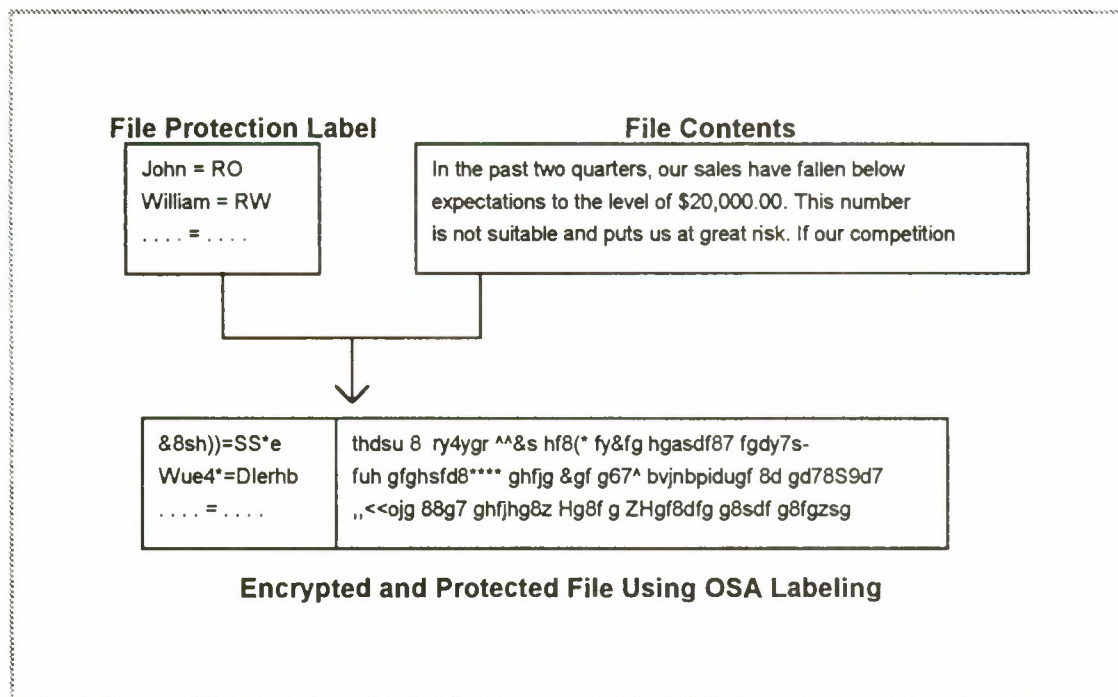 File Protection Label
John = RO
William = RW
. . . . = . . . .
File Contents
In the past two quarters, our sales have fallen below
expectations to the level of $20,000.00. This number
is not suitable and puts us at great risk. If our competition
&8sh))=SS*e
Wue4*=Dlerhb
. . . . = . . . .
thdsu 8 ry4ygr ^^&s hf8(* fy&fg hgasdf87 fgdy7s-
fuh gfghsfd8**** ghfjg &gf g67^ bvjnbpidugf 8d gd78S9d7
,,<<ojg 88g7 ghfjhg8z Hg8f g ZHgf8dfg g8sdf g8fgzsg
Encrypted and Protected File Using OSA Labeling